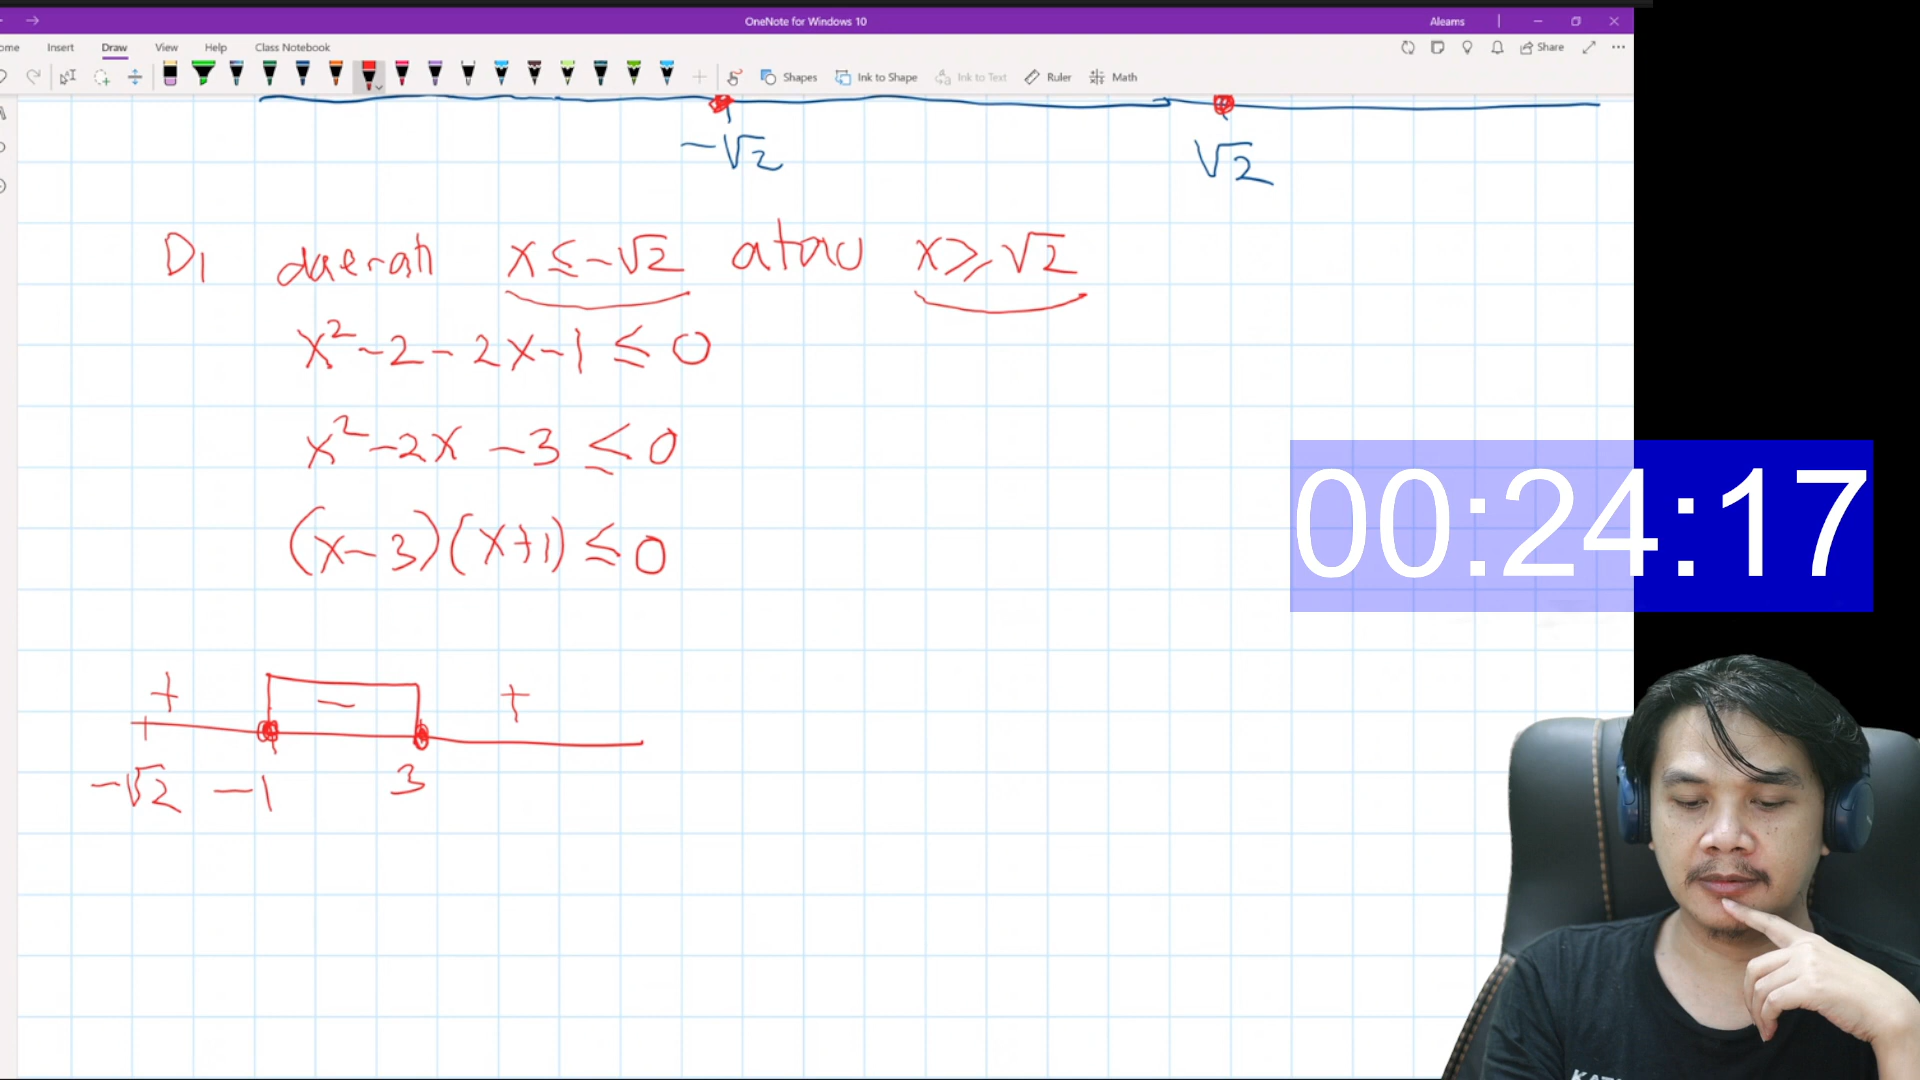 OneNote for Windows 10
Aleams
Insert Draw View Help Class Notebook
Share
Shapes Ink to Shape Ink to Text Ruler Math
-√2 √2
D1 daerah x≤-√2 atau x≥√2
x²-2-2x-1≤0
x²-2x-3≤0
(x-3)(x+1)≤0
00:24:17
+ - +
-√2 -1 3